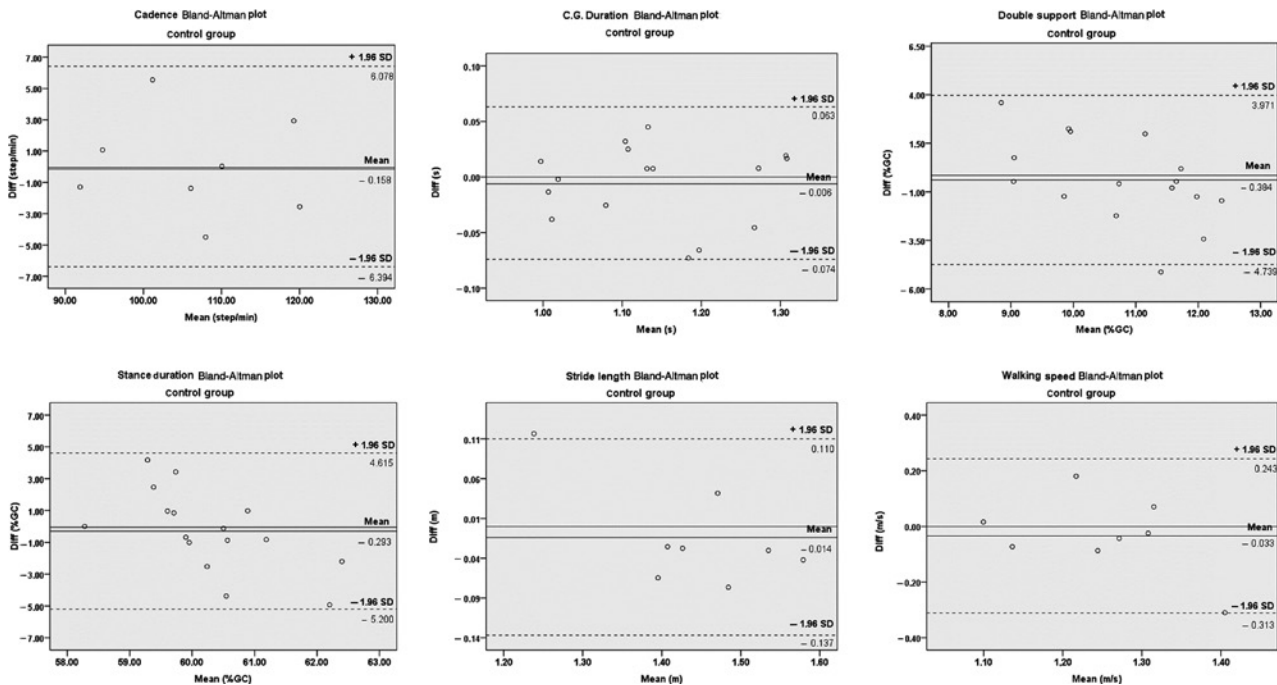 Cadence Bland-Altman plot
Control group
7.00
5.00
3.00
1.00
−1.00
−3.00
−5.00
−7.00
Diff (step/min)
+ 1.96 SD
6.078
Mean
− 0.158
− 1.96 SD
− 6.394
90.00 100.00 110.00 120.00 130.00
Mean (step/min)
C.G. Duration Bland-Altman plot
Control group
0.10
0.05
0.00
− 0.05
− 0.10
Diff (s)
+ 1.96 SD
0.063
Mean
− 0.006
− 1.96 SD
− 0.074
1.00 1.10 1.20 1.30
Mean (s)
Double support Bland-Altman plot
Control group
6.50
4.00
1.50
− 1.00
− 3.50
− 6.00
Diff (%GC)
+ 1.96 SD
3.971
Mean
− 0.384
− 1.96 SD
− 4.739
8.00 9.00 10.00 11.00 12.00 13.00
Mean (%GC)
Stance duration Bland-Altman plot
Control group
7.00
5.00
3.00
1.00
−1.00
−3.00
−5.00
−7.00
Diff (%GC)
+ 1.96 SD
4.615
Mean
− 0.293
− 1.96 SD
− 5.200
58.00 59.00 60.00 61.00 62.00 63.00
Mean (%GC)
Stride length Bland-Altman plot
Control group
0.11
0.06
0.01
− 0.04
− 0.09
− 0.14
Diff (m)
+ 1.96 SD
0.110
Mean
− 0.014
− 1.96 SD
− 0.137
1.20 1.30 1.40 1.50 1.60
Mean (m)
Walking speed Bland-Altman plot
Control group
0.40
0.20
0.00
− 0.20
− 0.40
Diff (m/s)
+ 1.96 SD
0.243
Mean
− 0.033
− 1.96 SD
− 0.313
1.10 1.20 1.30 1.40
Mean (m/s)